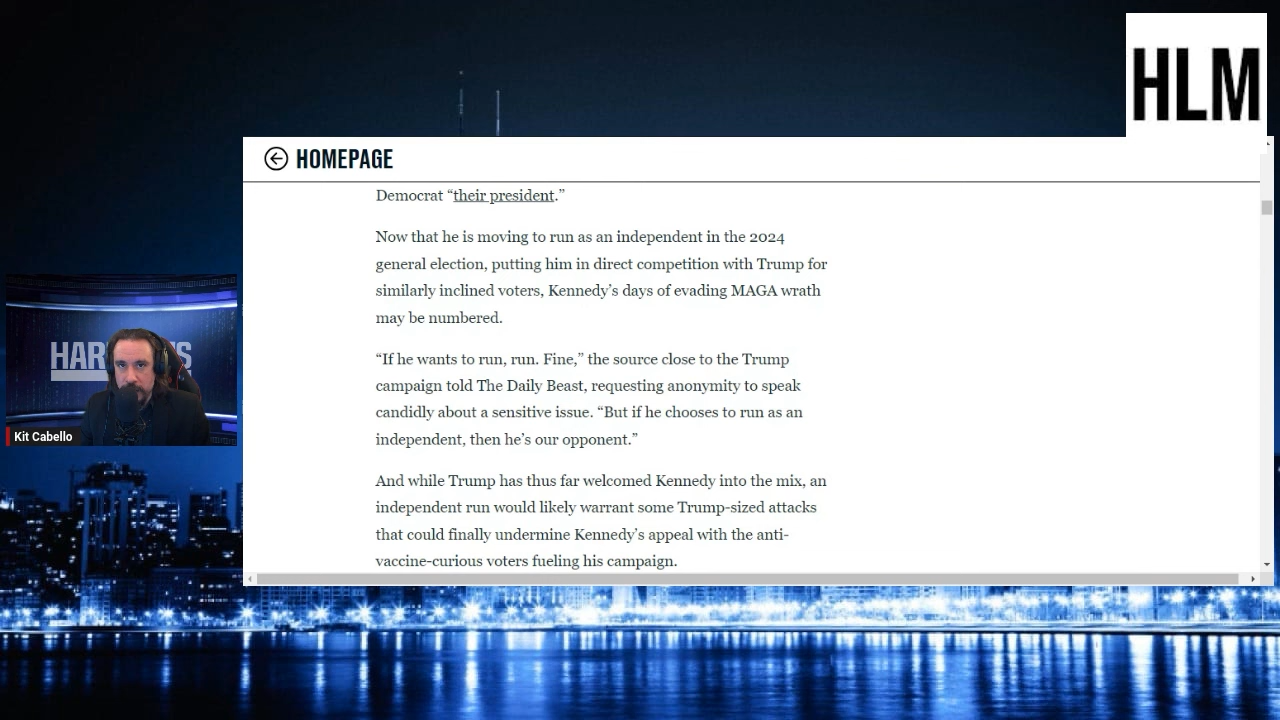 HLM
HOMEPAGE
Democrat “their president.”
Now that he is moving to run as an independent in the 2024
general election, putting him in direct competition with Trump for
similarly inclined voters, Kennedy’s days of evading MAGA wrath
may be numbered.
“If he wants to run, run. Fine,” the source close to the Trump
campaign told The Daily Beast, requesting anonymity to speak
candidly about a sensitive issue. “But if he chooses to run as an
independent, then he’s our opponent.”
And while Trump has thus far welcomed Kennedy into the mix, an
independent run would likely warrant some Trump-sized attacks
that could finally undermine Kennedy’s appeal with the anti-
vaccine-curious voters fueling his campaign.
Kit Cabello